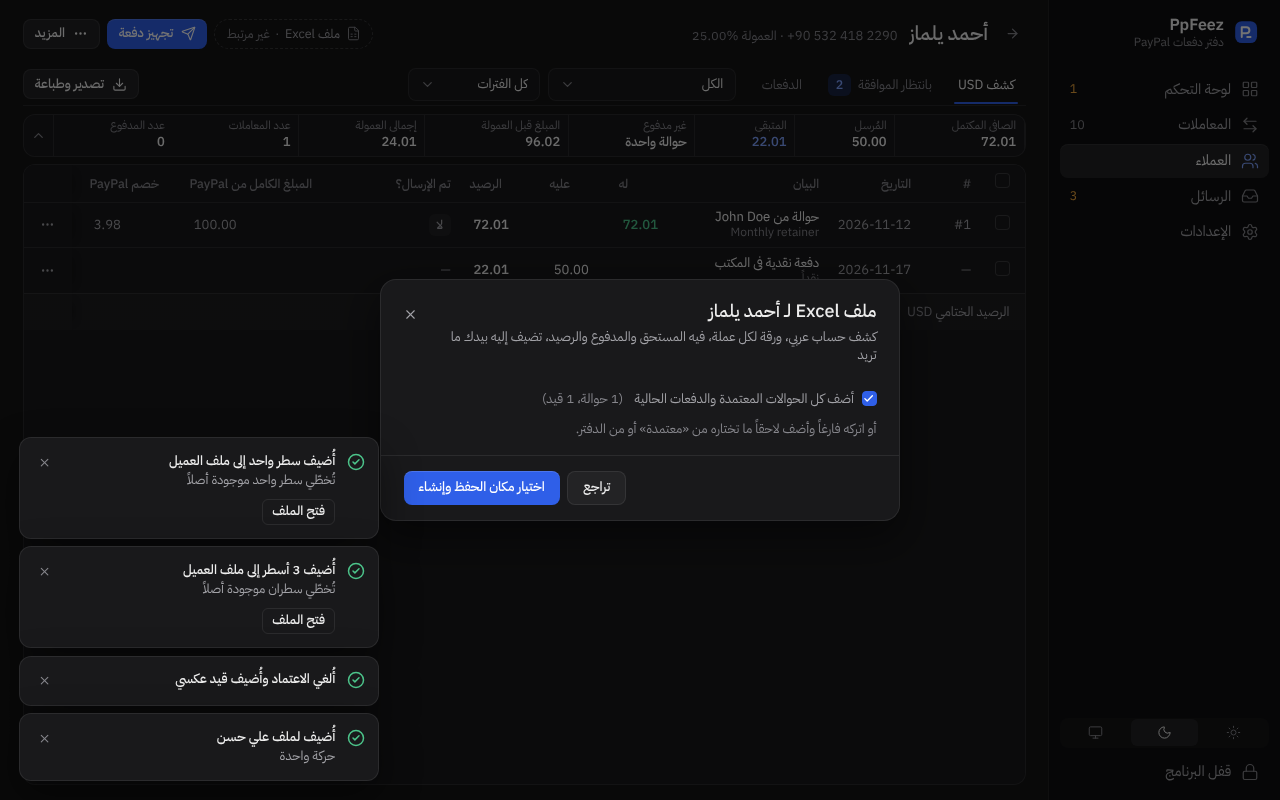 PpFeez
دفتر دفعات PayPal
لوحة التحكم 1
المعاملات 10
العملاء
الرسائل 3
الإعدادات
قفل البرنامج
أحمد يلماز
+90 532 418 2290 · العمولة 25.00%
ملف Excel · غير مرتبط
تجهيز دفعة
المزيد
كشف USD
بانتظار الموافقة 2
الدفعات
الكل
كل الفترات
تصدير وطباعة
الصافي المكتمل
72.01
المُرسل
50.00
المتبقي
22.01
غير مدفوع
حوالة واحدة
المبلغ قبل العمولة
96.02
إجمالي العمولة
24.01
عدد المعاملات
1
عدد المدفوع
0
# التاريخ البيان له عليه الرصيد تم الإرسال؟ المبلغ الكامل من PayPal خصم PayPal
#1 2026-11-12 حوالة من John Doe 72.01 72.01 لا 100.00 3.98
Monthly retainer
— 2026-11-17 دفعة نقدية في المكتب 50.00 22.01 —
نقداً
الرصيد الختامي USD
ملف Excel لـ أحمد يلماز
كشف حساب عربي، ورقة لكل عملة، فيه المستحق والمدفوع والرصيد، تضيف إليه بيدك ما
تريد
أضف كل الحوالات المعتمدة والدفعات الحالية (1 حوالة، 1 قيد)
أو اتركه فارغاً وأضف لاحقاً ما تختاره من «معتمدة» أو من الدفتر.
تراجع
اختيار مكان الحفظ وإنشاء
أُضيف سطر واحد إلى ملف العميل
تُخطّي سطر واحد موجودة أصلاً
فتح الملف
أُضيف 3 أسطر إلى ملف العميل
تُخطّي سطران موجودة أصلاً
فتح الملف
أُلغي الاعتماد وأُضيف قيد عكسي
أُضيف لملف علي حسن
حركة واحدة